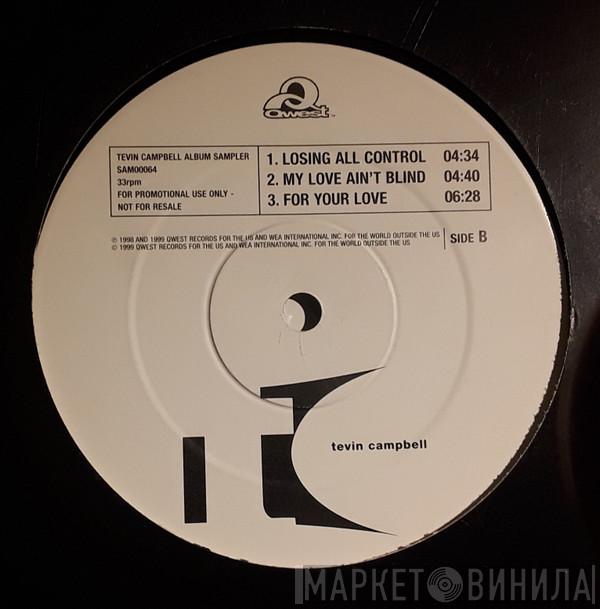 Qwest™
TEVIN CAMPBELL ALBUM SAMPLER
SAM00064
33rpm
FOR PROMOTIONAL USE ONLY -
NOT FOR RESALE
1. LOSING ALL CONTROL 04:34
2. MY LOVE AIN'T BLIND 04:40
3. FOR YOUR LOVE 06:28
℗ 1998 AND 1999 QWEST RECORDS FOR THE US AND WEA INTERNATIONAL INC. FOR THE WORLD OUTSIDE THE US
© 1999 QWEST RECORDS FOR THE US AND WEA INTERNATIONAL INC. FOR THE WORLD OUTSIDE THE US
SIDE B
tevin campbell
МАРКЕТ ВИНИЛА